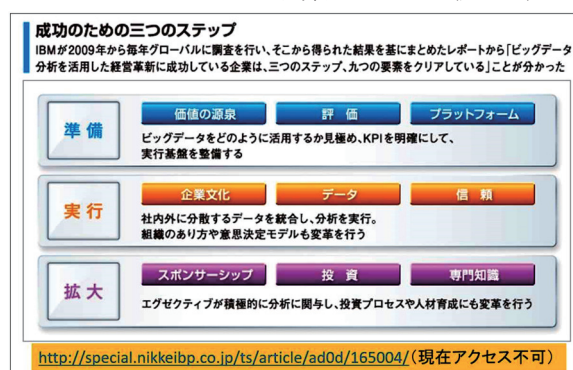 成功のための三つのステップ
IBMが2009年から毎年グローバルに調査を行い、そこから得られた結果を基にまとめたレポートから「ビッグデータ
分析を活用した経営革新に成功している企業は、三つのステップ、九つの要素をクリアしている」ことが分かった
準備
価値の源泉
評価
プラットフォーム
ビッグデータをどのように活用するか見極め、KPIを明確にして、
実行基盤を整備する
実行
企業文化
データ
信頼
社内外に分散するデータを統合し、分析を実行。
組織のあり方や意思決定モデルも変革を行う
拡大
スポンサーシップ
投資
専門知識
エグゼクティブが積極的に分析に関与し、投資プロセスや人材育成にも変革を行う
http://special.nikkeibp.co.jp/ts/article/ad0d/165004/(現在アクセス不可)